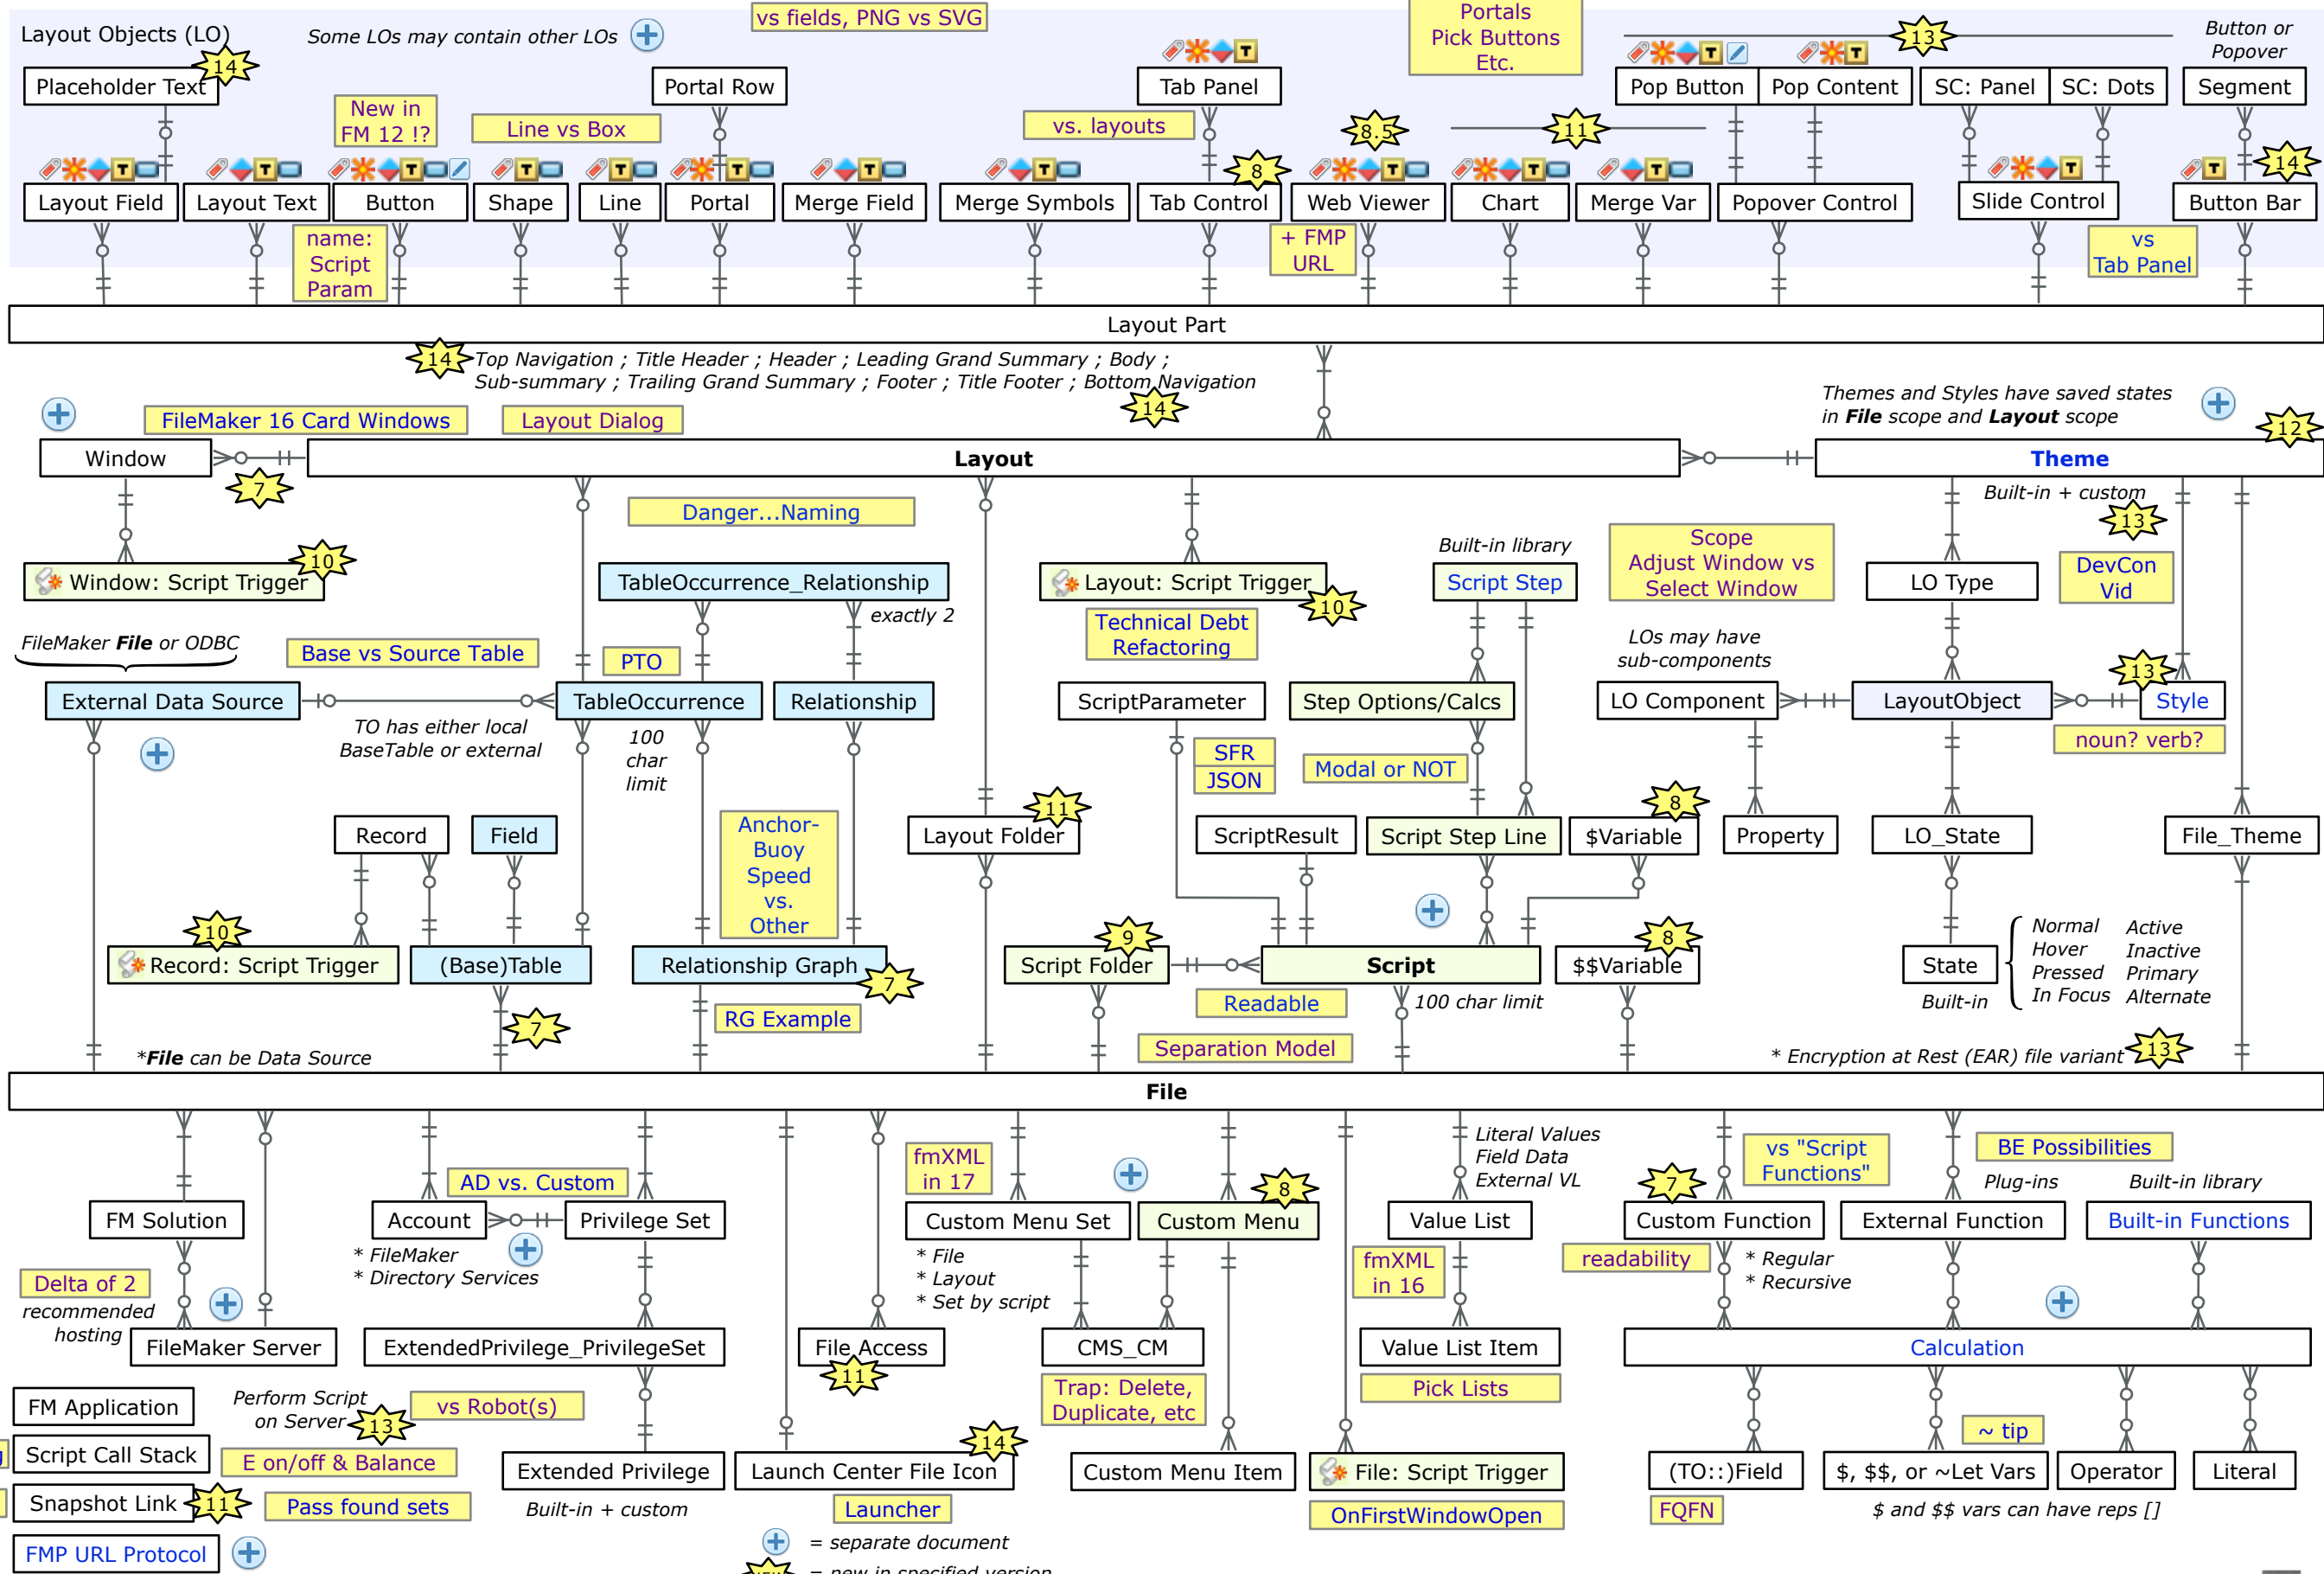 vs fields, PNG vs SVG
Portals
Pick Buttons
Etc.
Layout Objects (LO)
Some LOs may contain other LOs
13
Button or
Popover
14
Placeholder Text
Portal Row
Tab Panel
Pop Button
Pop Content
SC: Panel
SC: Dots
Segment
New in
FM 12 !?
Line vs Box
vs. layouts
8.5
11
8
14
Layout Field
Layout Text
Button
Shape
Line
Portal
Merge Field
Merge Symbols
Tab Control
Web Viewer
Chart
Merge Var
Popover Control
Slide Control
Button Bar
name:
Script
Param
+ FMP
URL
vs
Tab Panel
Layout Part
14
Top Navigation ; Title Header ; Header ; Leading Grand Summary ; Body ;
Sub-summary ; Trailing Grand Summary ; Footer ; Title Footer ; Bottom Navigation
14
Themes and Styles have saved states
in File scope and Layout scope
12
FileMaker 16 Card Windows
Layout Dialog
Window
Layout
Theme
7
Built-in + custom
13
Danger...Naming
Scope
Adjust Window vs
Select Window
10
Window: Script Trigger
TableOccurrence_Relationship
exactly 2
Layout: Script Trigger
10
Built-in library
Script Step
LO Type
DevCon
Vid
Technical Debt
Refactoring
FileMaker File or ODBC
Base vs Source Table
PTO
LOs may have
sub-components
13
External Data Source
TableOccurrence
Relationship
ScriptParameter
Step Options/Calcs
LO Component
LayoutObject
Style
TO has either local
BaseTable or external
100
char
limit
SFR
JSON
Modal or NOT
noun? verb?
11
8
Record
Field
Anchor-
Buoy
Speed
vs.
Other
Layout Folder
ScriptResult
Script Step Line
$Variable
Property
LO_State
File_Theme
10
9
8
Record: Script Trigger
(Base)Table
Relationship Graph
7
Script Folder
Script
$$Variable
State
Built-in
Normal
Hover
Pressed
In Focus
Active
Inactive
Primary
Alternate
7
RG Example
Readable
100 char limit
Separation Model
*File can be Data Source
* Encryption at Rest (EAR) file variant
13
File
Literal Values
Field Data
External VL
fmXML
in 17
vs "Script
Functions"
BE Possibilities
AD vs. Custom
8
7
Plug-ins
Built-in library
FM Solution
Account
Privilege Set
Custom Menu Set
Custom Menu
Value List
Custom Function
External Function
Built-in Functions
* FileMaker
* Directory Services
* File
* Layout
* Set by script
fmXML
in 16
readability
* Regular
* Recursive
Delta of 2
recommended
hosting
FileMaker Server
ExtendedPrivilege_PrivilegeSet
File Access
11
CMS_CM
Value List Item
Calculation
Trap: Delete,
Duplicate, etc
Pick Lists
FM Application
Perform Script
on Server
13
vs Robot(s)
14
~ tip
Script Call Stack
E on/off & Balance
Extended Privilege
Launch Center File Icon
Custom Menu Item
File: Script Trigger
(TO::)Field
$, $$, or ~Let Vars
Operator
Literal
Snapshot Link
11
Pass found sets
Built-in + custom
Launcher
OnFirstWindowOpen
FQFN
$ and $$ vars can have reps []
FMP URL Protocol
= separate document
= new in specified version